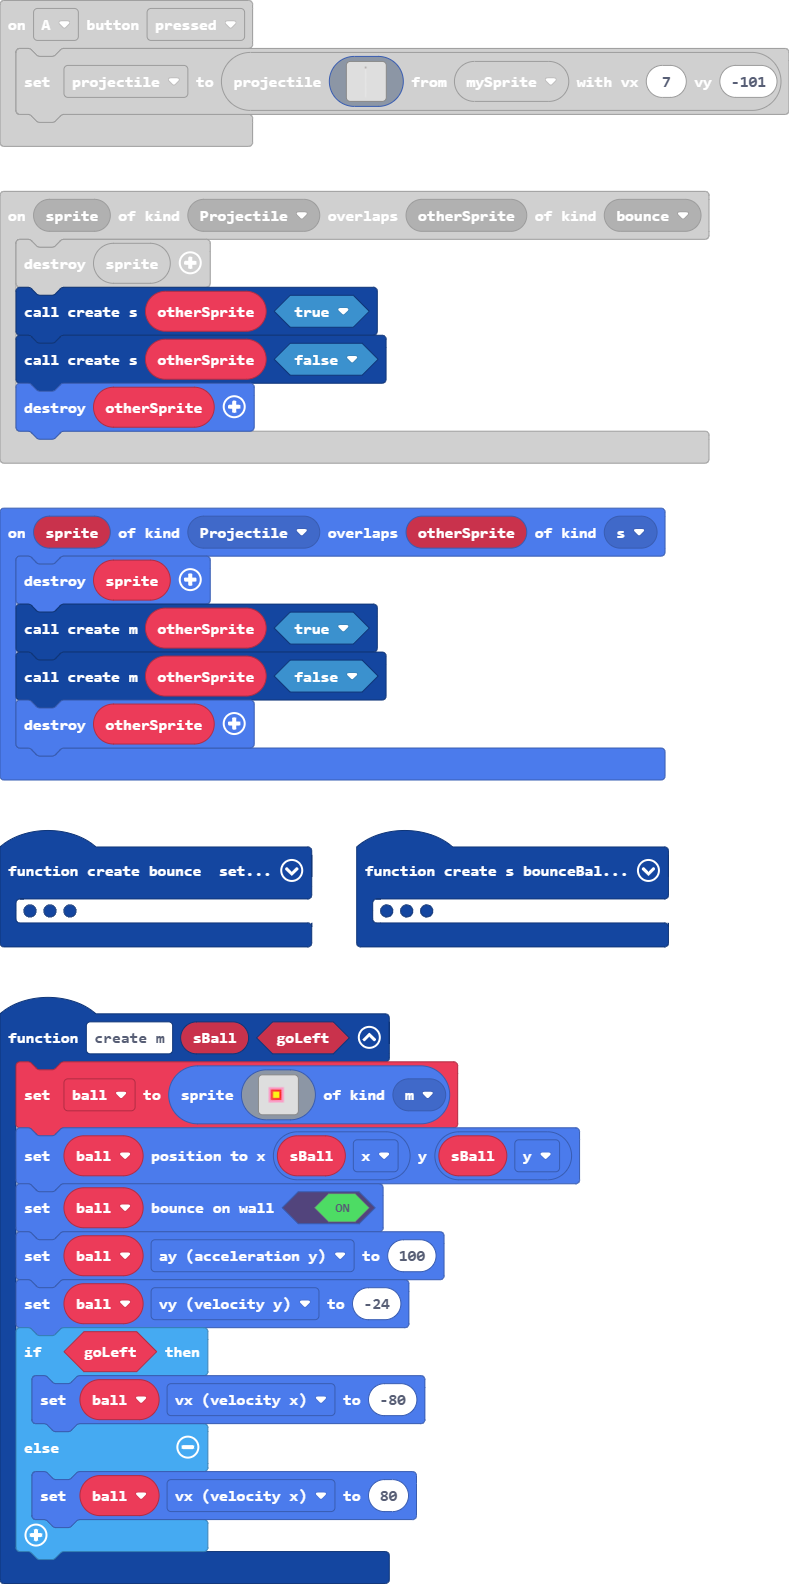 on A button pressed
set projectile to projectile from mySprite with vx 7 vy -101
on sprite of kind Projectile overlaps otherSprite of kind bounce
destroy sprite
call create s otherSprite true
call create s otherSprite false
destroy otherSprite
on sprite of kind Projectile overlaps otherSprite of kind s
destroy sprite
call create m otherSprite true
call create m otherSprite false
destroy otherSprite
function create bounce set...
function create s bounceBal...
function create m sBall goLeft
set ball to sprite of kind m
set ball position to x sBall x y sBall y
set ball bounce on wall ON
set ball ay (acceleration y) to 100
set ball vy (velocity y) to -24
if goLeft then
set ball vx (velocity x) to -80
else
set ball vx (velocity x) to 80